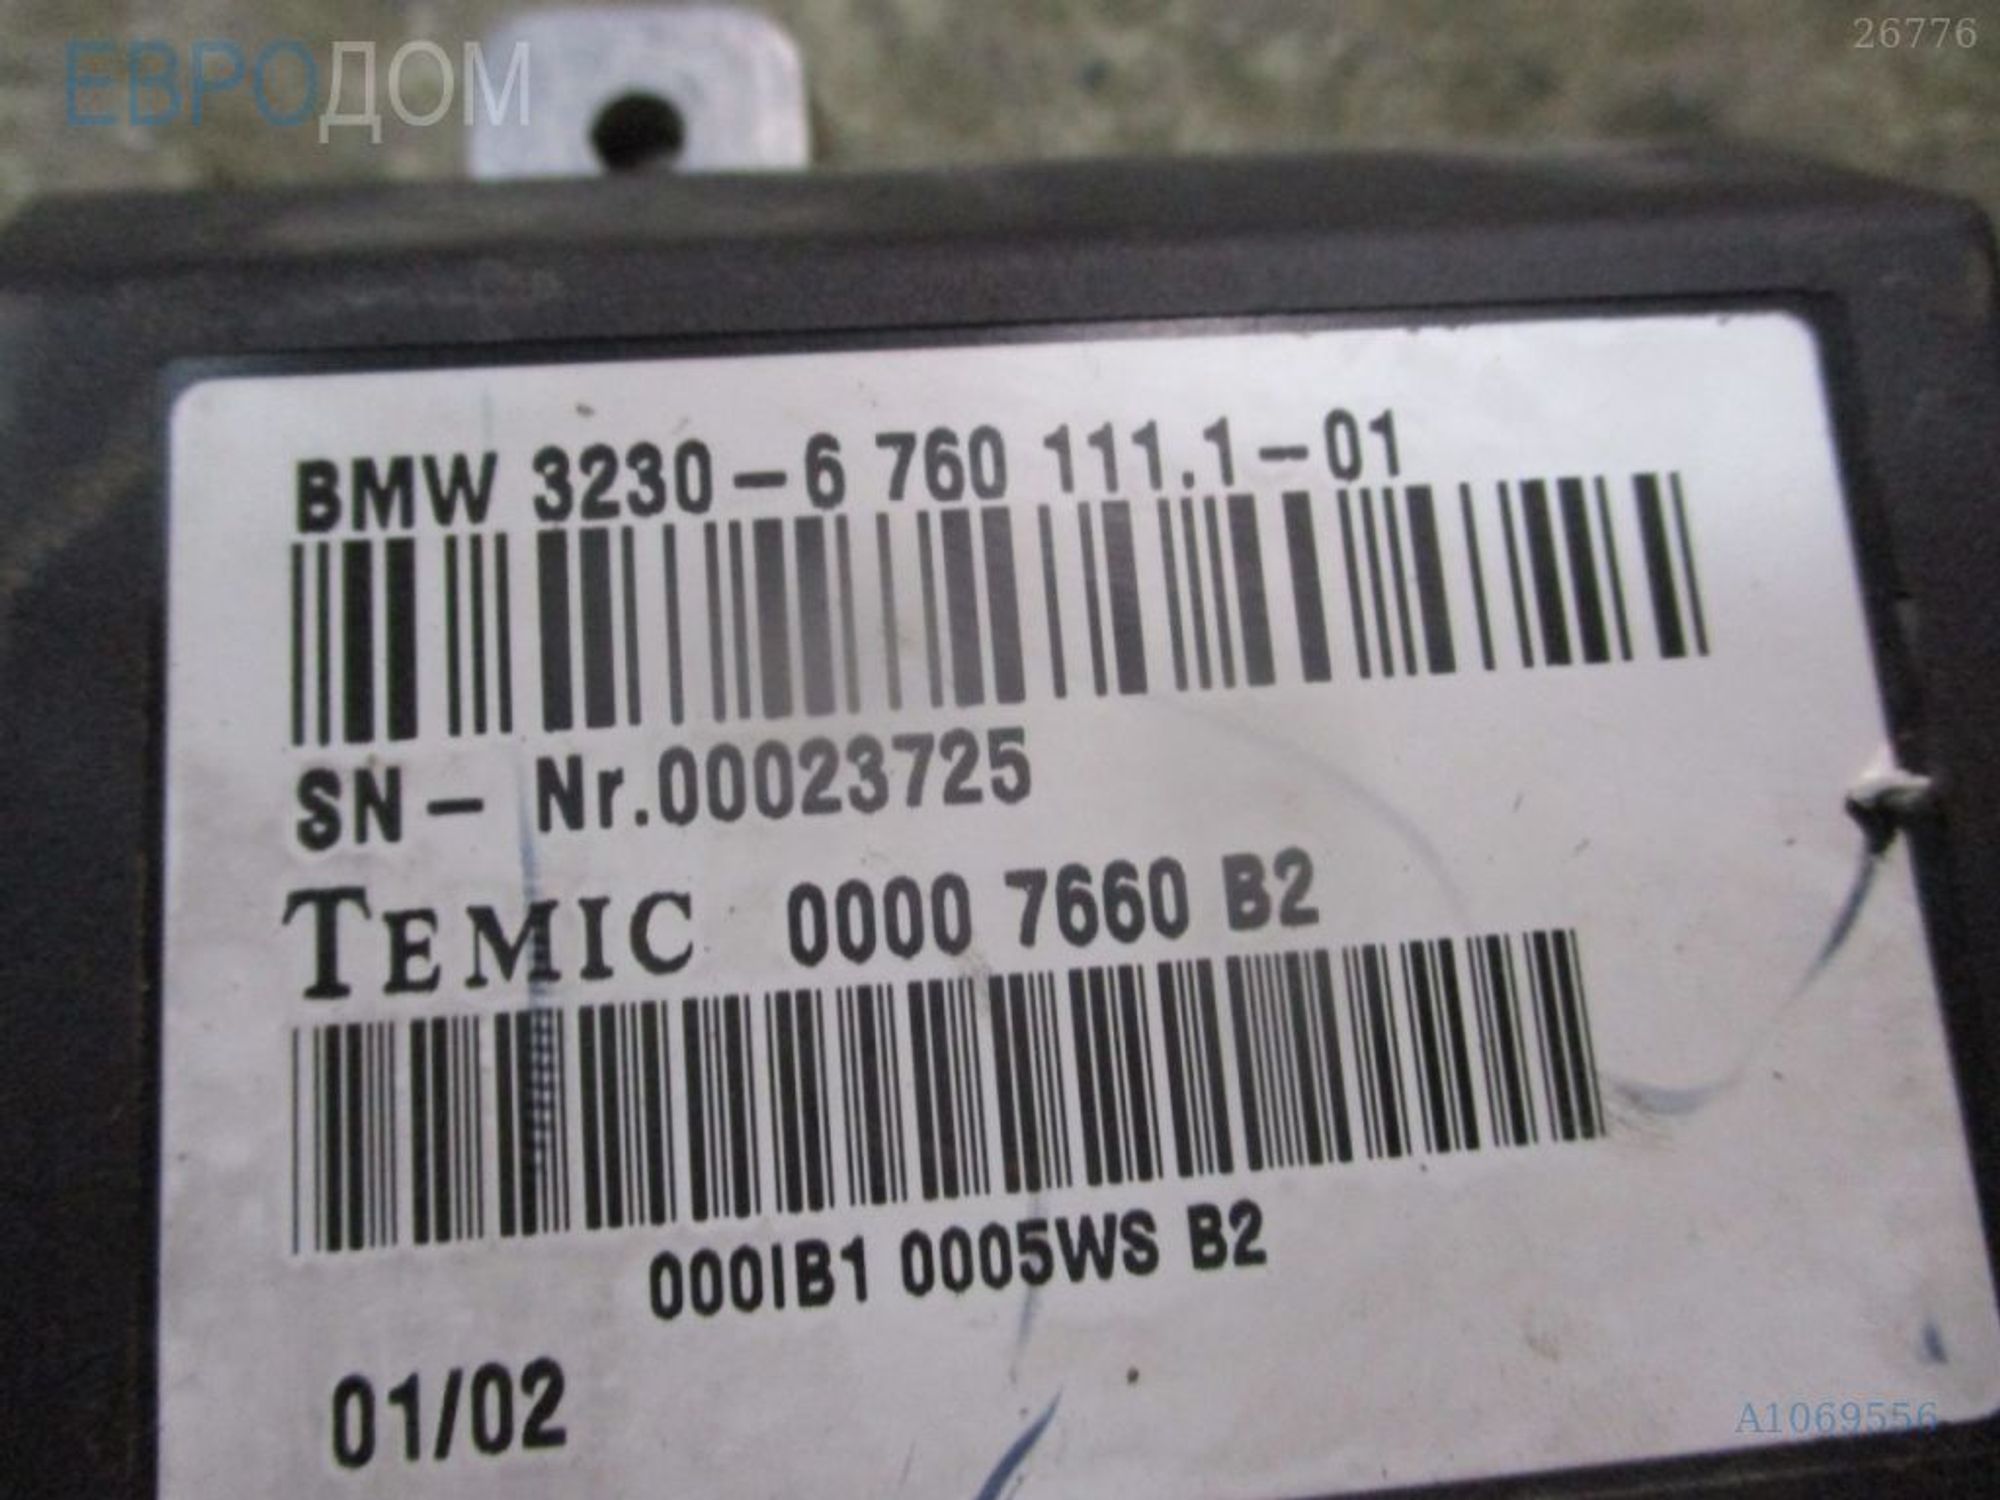 ЕВРОДОМ
26776
BMW 3230-6 760 111.1-01
SN- Nr.00023725
TEMIC 0000 7660 B2
000IB1 0005WS B2
01/02
A1069556